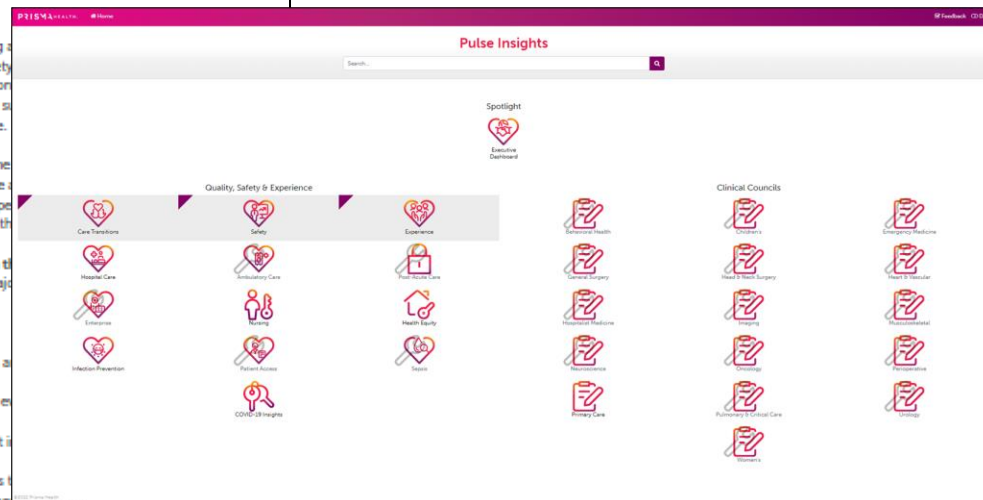 PRISMA HEALTH. Home Feedback
Pulse Insights
Search...
Spotlight
Executive
Dashboard
Quality, Safety & Experience
Care Transitions Safety Experience
Hospital Care Ambulatory Care Post-Acute Care
Enterprise Nursing Health Equity
Infection Prevention Patient Access Sepsis
COVID-19 Insights
Clinical Councils
Behavioral Health Children's Emergency Medicine
General Surgery Head & Neck Surgery Heart & Vascular
Hospitalist Medicine Imaging Musculoskeletal
Neuroscience Oncology Perioperative
Primary Care Pulmonary & Critical Care Urology
Women's
Prisma Health